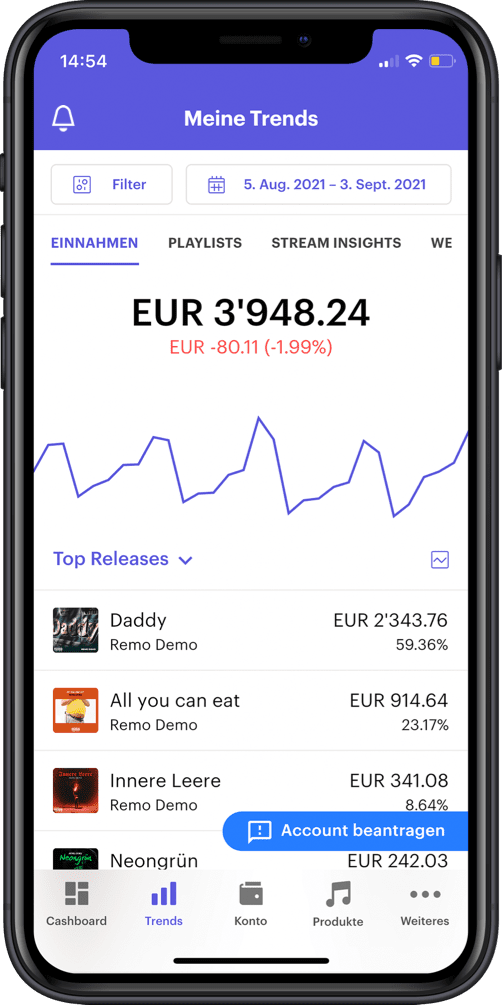 14:54
Meine Trends
Filter
5. Aug. 2021 – 3. Sept. 2021
EINNAHMEN PLAYLISTS STREAM INSIGHTS WE
EUR 3'948.24
EUR -80.11 (-1.99%)
Top Releases
Daddy EUR 2'343.76
Remo Demo 59.36%
All you can eat EUR 914.64
Remo Demo 23.17%
Innere Leere EUR 341.08
Remo Demo 8.64%
Account beantragen
Neongrün EUR 242.03
Cashboard Trends Konto Produkte Weiteres